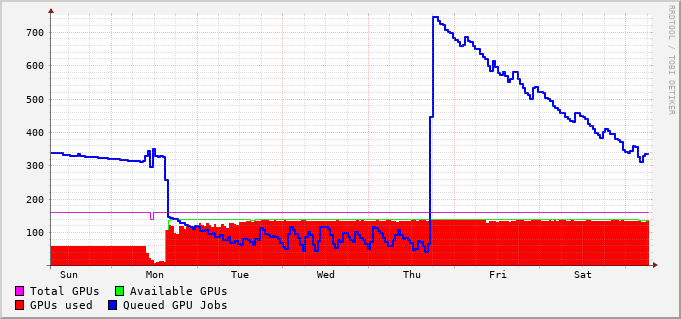 700
600
500
400
300
200
100
Sun Mon Tue Wed Thu Fri Sat
Total GPUs Available GPUs
GPUs used Queued GPU Jobs
RRDTOOL / TOBI OETIKER